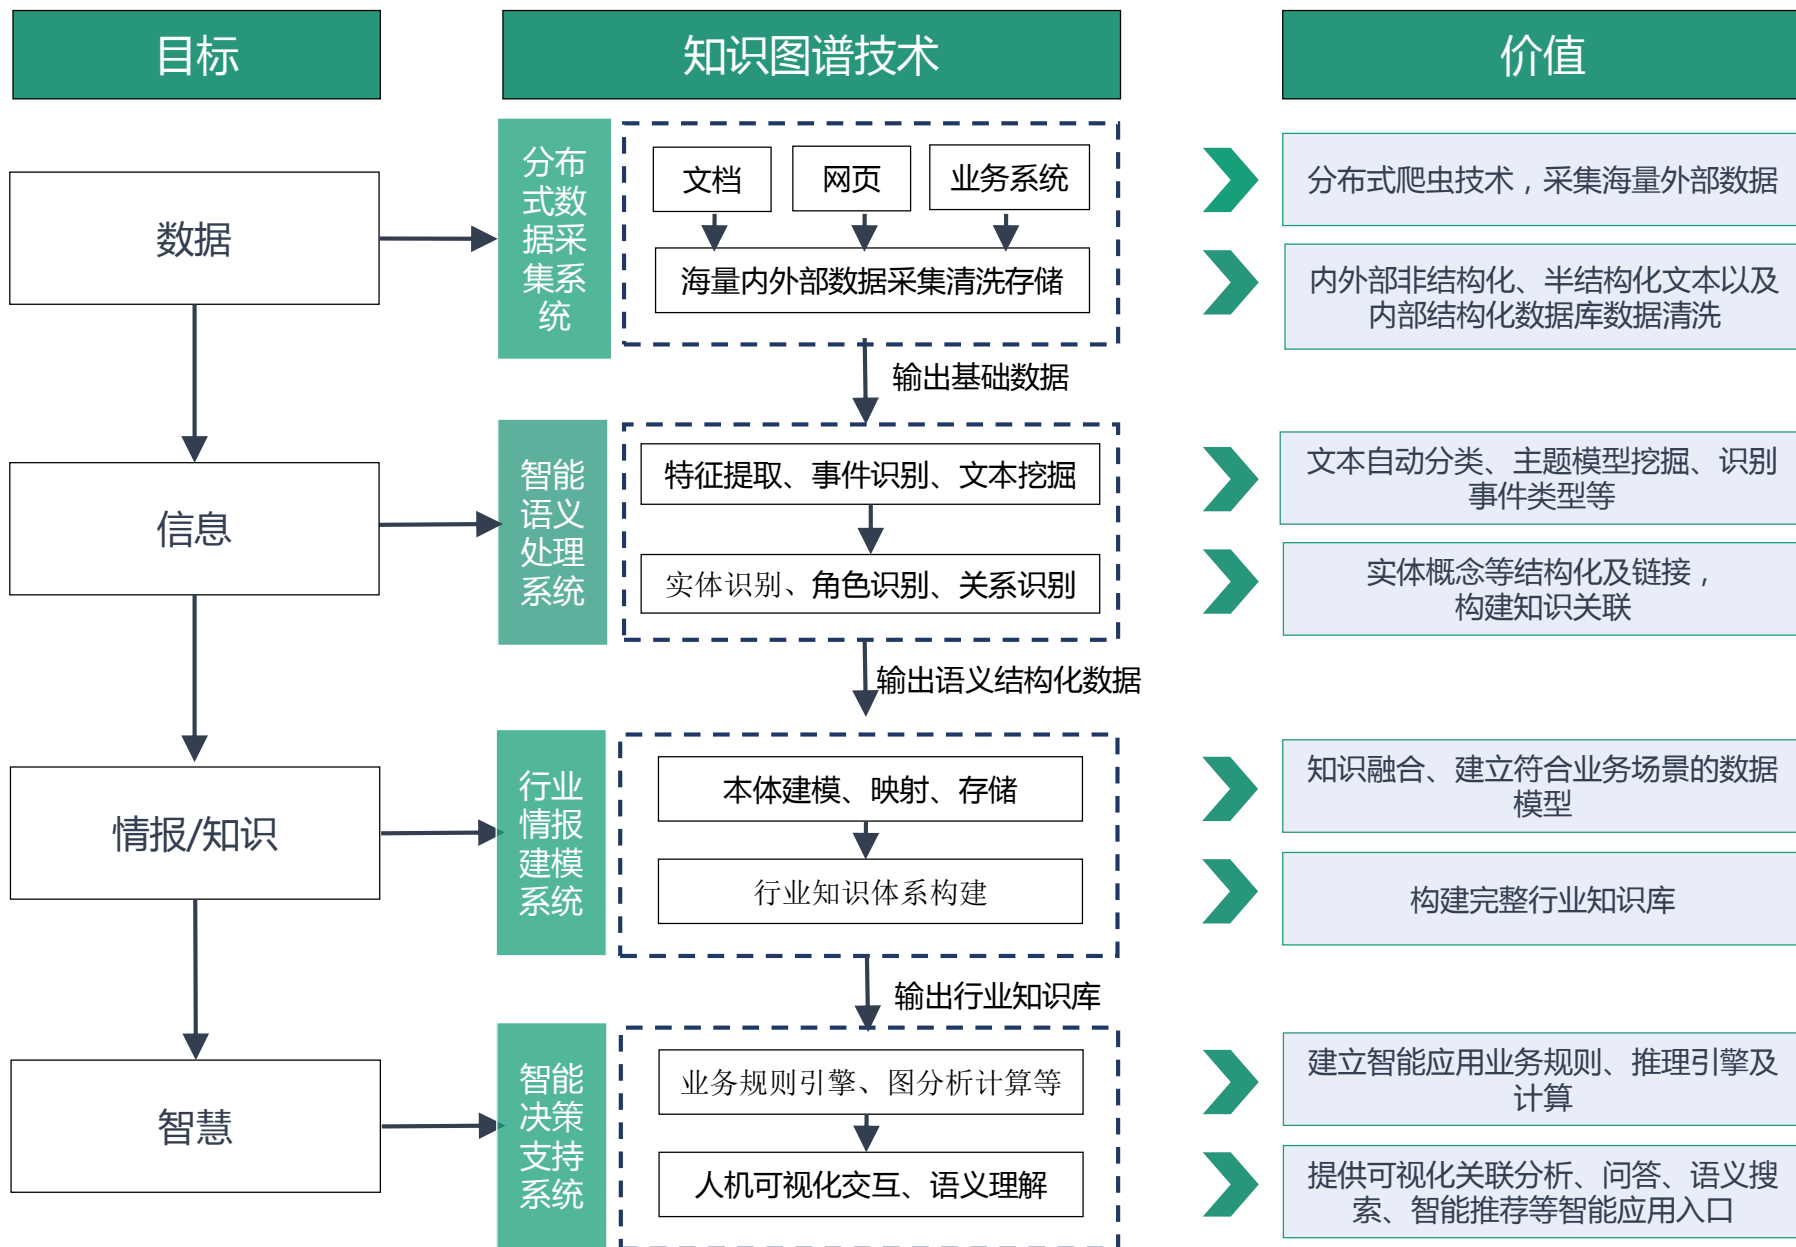 目标
知识图谱技术
价值
数据
分布
式数
据采
集系
统
文档
网页
业务系统
海量内外部数据采集清洗存储
分布式爬虫技术，采集海量外部数据
内外部非结构化、半结构化文本以及
内部结构化数据库数据清洗
输出基础数据
信息
智能
语义
处理
系统
特征提取、事件识别、文本挖掘
实体识别、角色识别、关系识别
文本自动分类、主题模型挖掘、识别
事件类型等
实体概念等结构化及链接，
构建知识关联
输出语义结构化数据
情报/知识
行业
情报
建模
系统
本体建模、映射、存储
行业知识体系构建
知识融合、建立符合业务场景的数据
模型
构建完整行业知识库
输出行业知识库
智慧
智能
决策
支持
系统
业务规则引擎、图分析计算等
人机可视化交互、语义理解
建立智能应用业务规则、推理引擎及
计算
提供可视化关联分析、问答、语义搜
索、智能推荐等智能应用入口